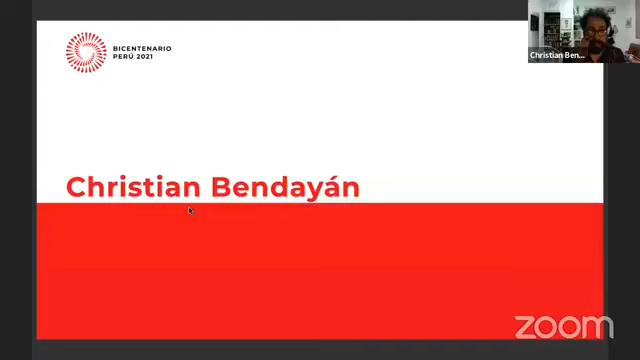 BICENTENARIO
PERÚ 2021
Christian Ben...
Christian Bendayán
zoom